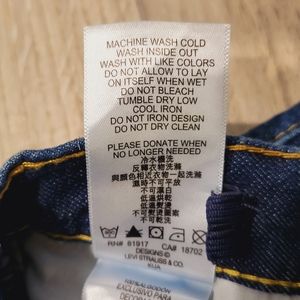 MACHINE WASH COLD
WASH INSIDE OUT
WASH WITH LIKE COLORS
DO NOT ALLOW TO LAY
ON ITSELF WHEN WET
DO NOT BLEACH
TUMBLE DRY LOW
COOL IRON
DO NOT IRON DESIGN
DO NOT DRY CLEAN
PLEASE DONATE WHEN
NO LONGER NEEDED
冷水機洗
反轉衣物洗滌
與顏色相近衣物一起洗滌
濕時不可平放
不可漂白
低溫烘乾
低溫熨燙
不可熨燙圖案
不可乾洗
RN# 81917 CA# 18702
DESIGNS ©
LEVI STRAUSS & CO.
EXCLUSIVO PARA